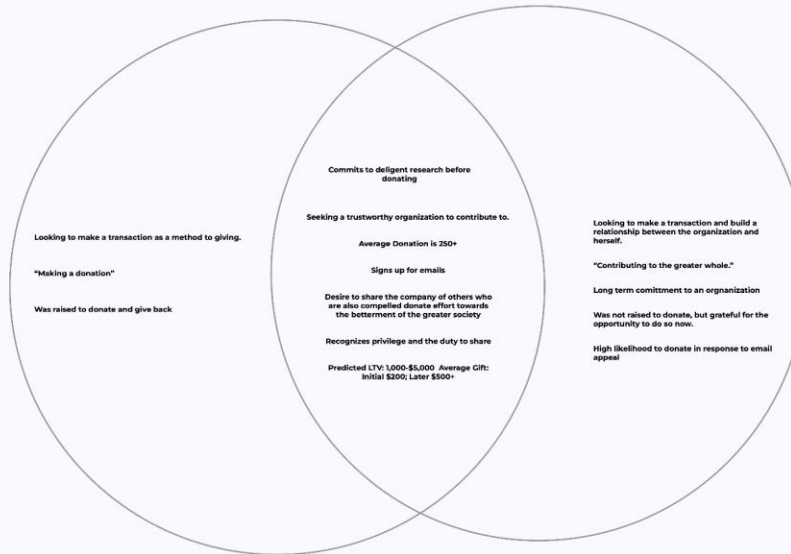 Looking to make a transaction as a method to giving.
“Making a donation”
Was raised to donate and give back
Commits to deligent research before
donating
Seeking a trustworthy organization to contribute to.
Average Donation is 250+
Signs up for emails
Desire to share the company of others who
are also compelled donate effort towards
the betterment of the greater society
Recognizes privilege and the duty to share
Predicted LTV: 1,000-$5,000 Average Gift:
Initial $200; Later $500+
Looking to make a transaction and build a
relationship between the organization and
herself.
“Contributing to the greater whole.”
Long term comittment to an orgnanization
Was not raised to donate, but grateful for the
opportunity to do so now.
High likelihood to donate in response to email
appeal